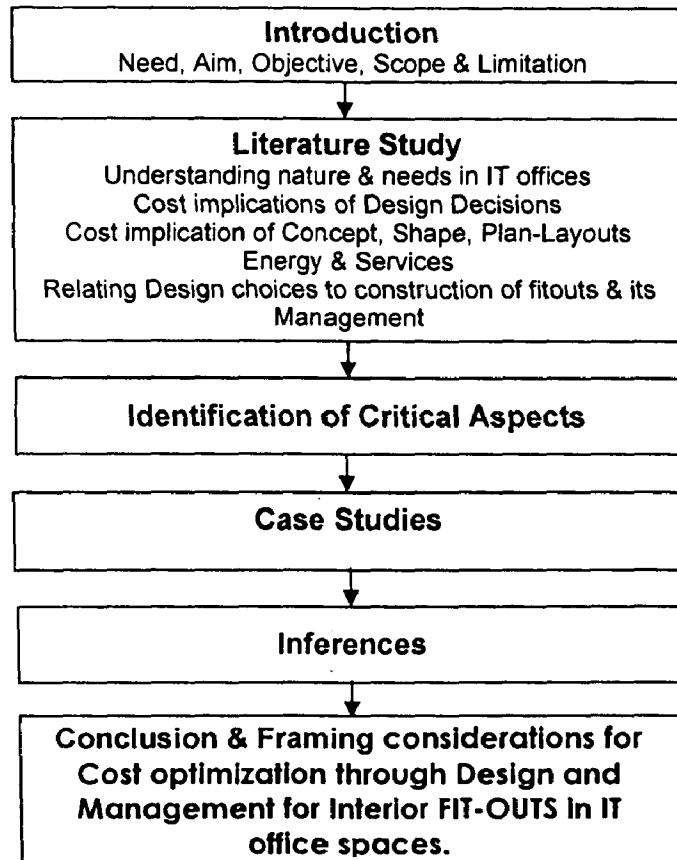 Introduction
Need, Aim, Objective, Scope & Limitation
Literature Study
Understanding nature & needs in IT offices
Cost implications of Design Decisions
Cost implication of Concept, Shape, Plan-Layouts
Energy & Services
Relating Design choices to construction of fitouts & its
Management
Identification of Critical Aspects
Case Studies
Inferences
Conclusion & Framing considerations for
Cost optimization through Design and
Management for Interior FIT-OUTS in IT
office spaces.